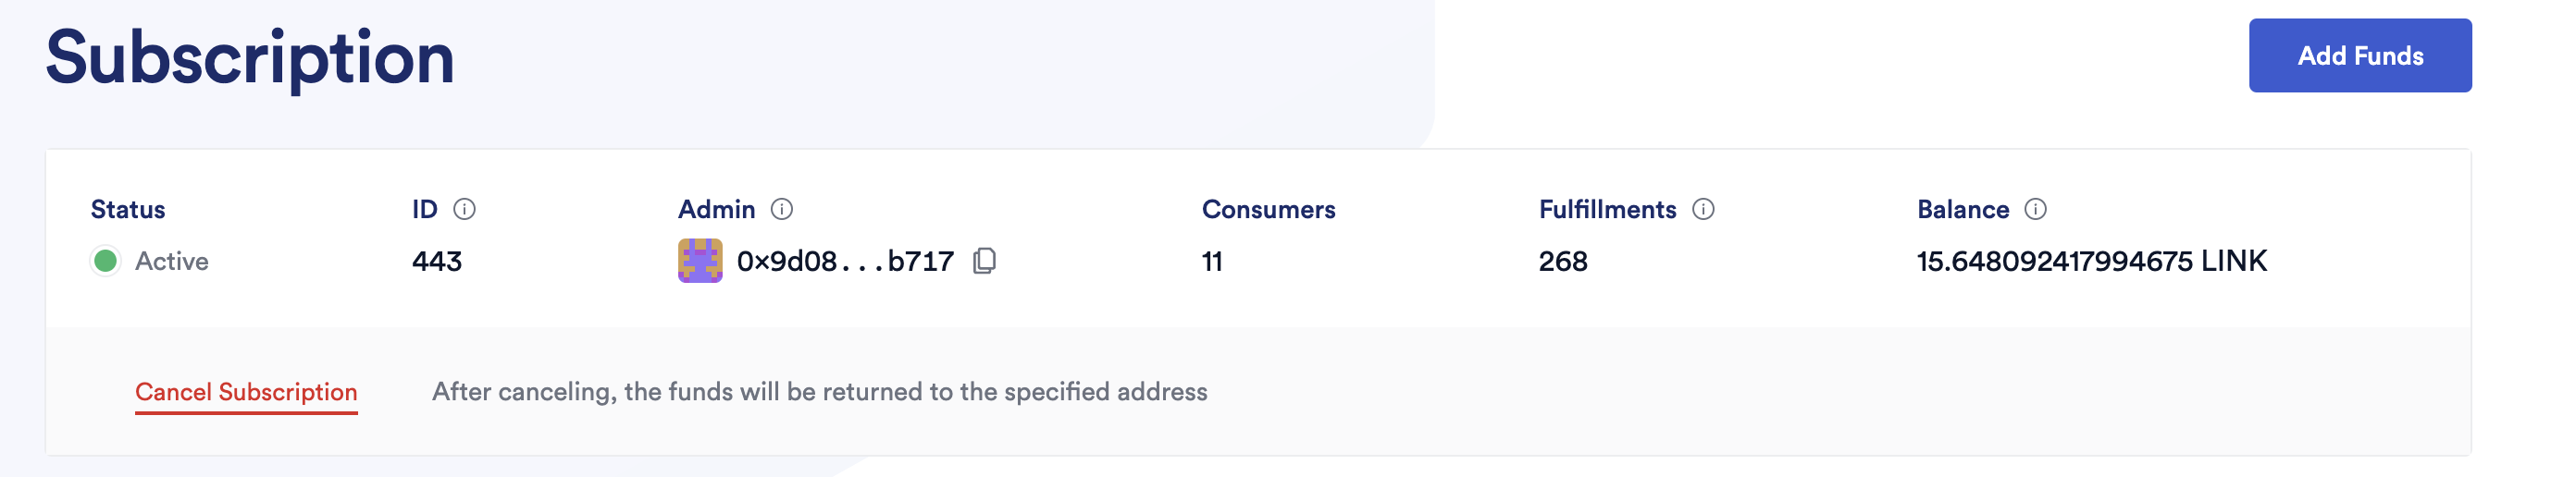 Subscription
Add Funds
Status ID Admin Consumers Fulfillments Balance
Active 443 0x9d08...b717 11 268 15.648092417994675 LINK
Cancel Subscription After canceling, the funds will be returned to the specified address